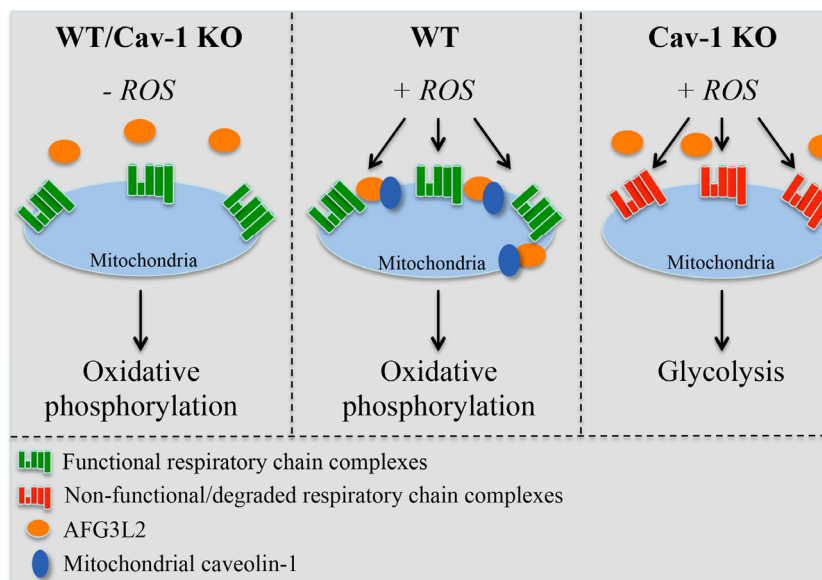 WT/Cav-1 KO
- ROS
Mitochondria
Oxidative
phosphorylation
WT
+ ROS
Mitochondria
Oxidative
phosphorylation
Cav-1 KO
+ ROS
Mitochondria
Glycolysis
Functional respiratory chain complexes
Non-functional/degraded respiratory chain complexes
AFG3L2
Mitochondrial caveolin-1